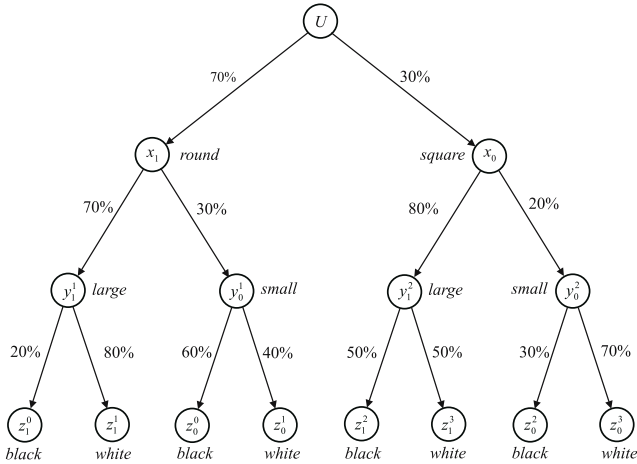 U
70% 30%
x₁ round square x₀
70% 30% 80% 20%
y₁¹ large y₀¹ small y₁² large small y₀²
20% 80% 60% 40% 50% 50% 30% 70%
z₁⁰ z₁¹ z₀⁰ z₀¹ z₁² z₁³ z₀² z₀³
black white black white black white black white